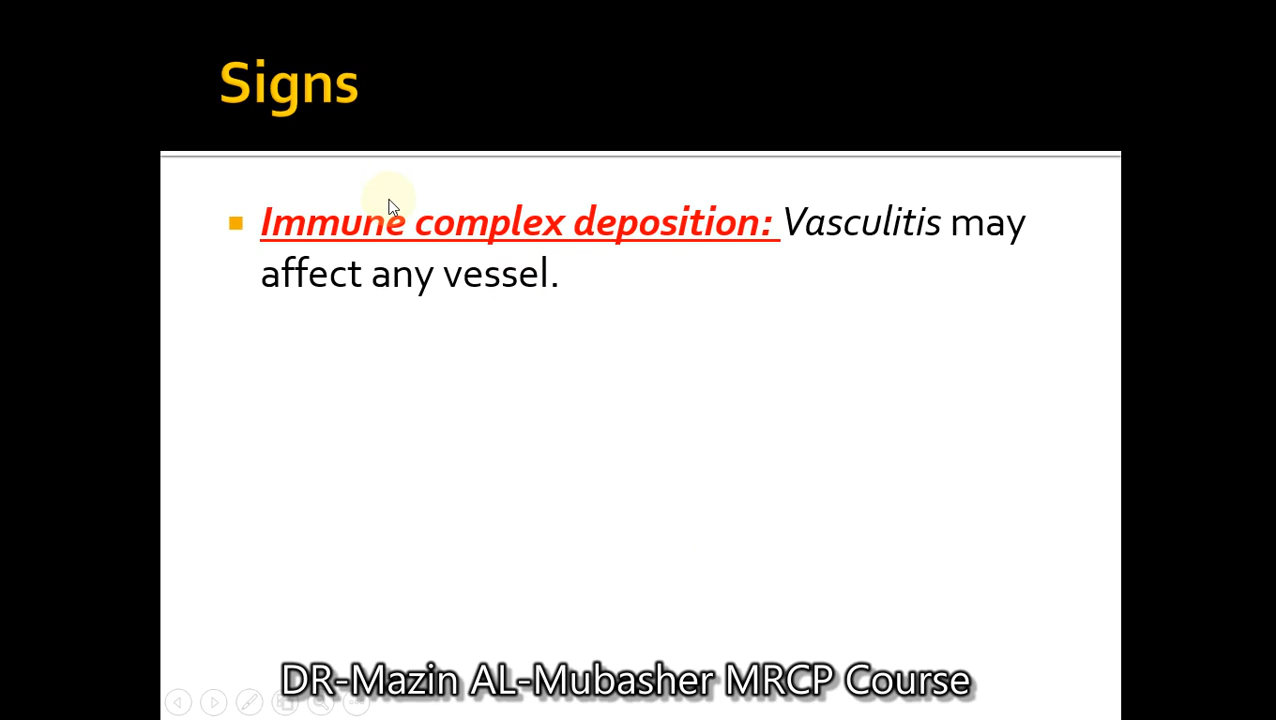 Signs
Immune complex deposition: Vasculitis may
affect any vessel.
DR-Mazin AL-Mubasher MRCP Course